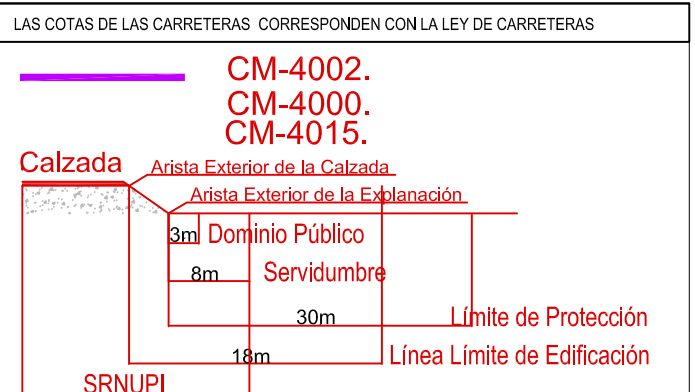 LAS COTAS DE LAS CARRETERAS CORRESPONDEN CON LA LEY DE CARRETERAS
CM-4002.
CM-4000.
CM-4015.
Calzada
Arista Exterior de la Calzada
Arista Exterior de la Explanación
3m Dominio Público
8m Servidumbre
30m
Límite de Protección
18m Línea Límite de Edificación
SRNUPI